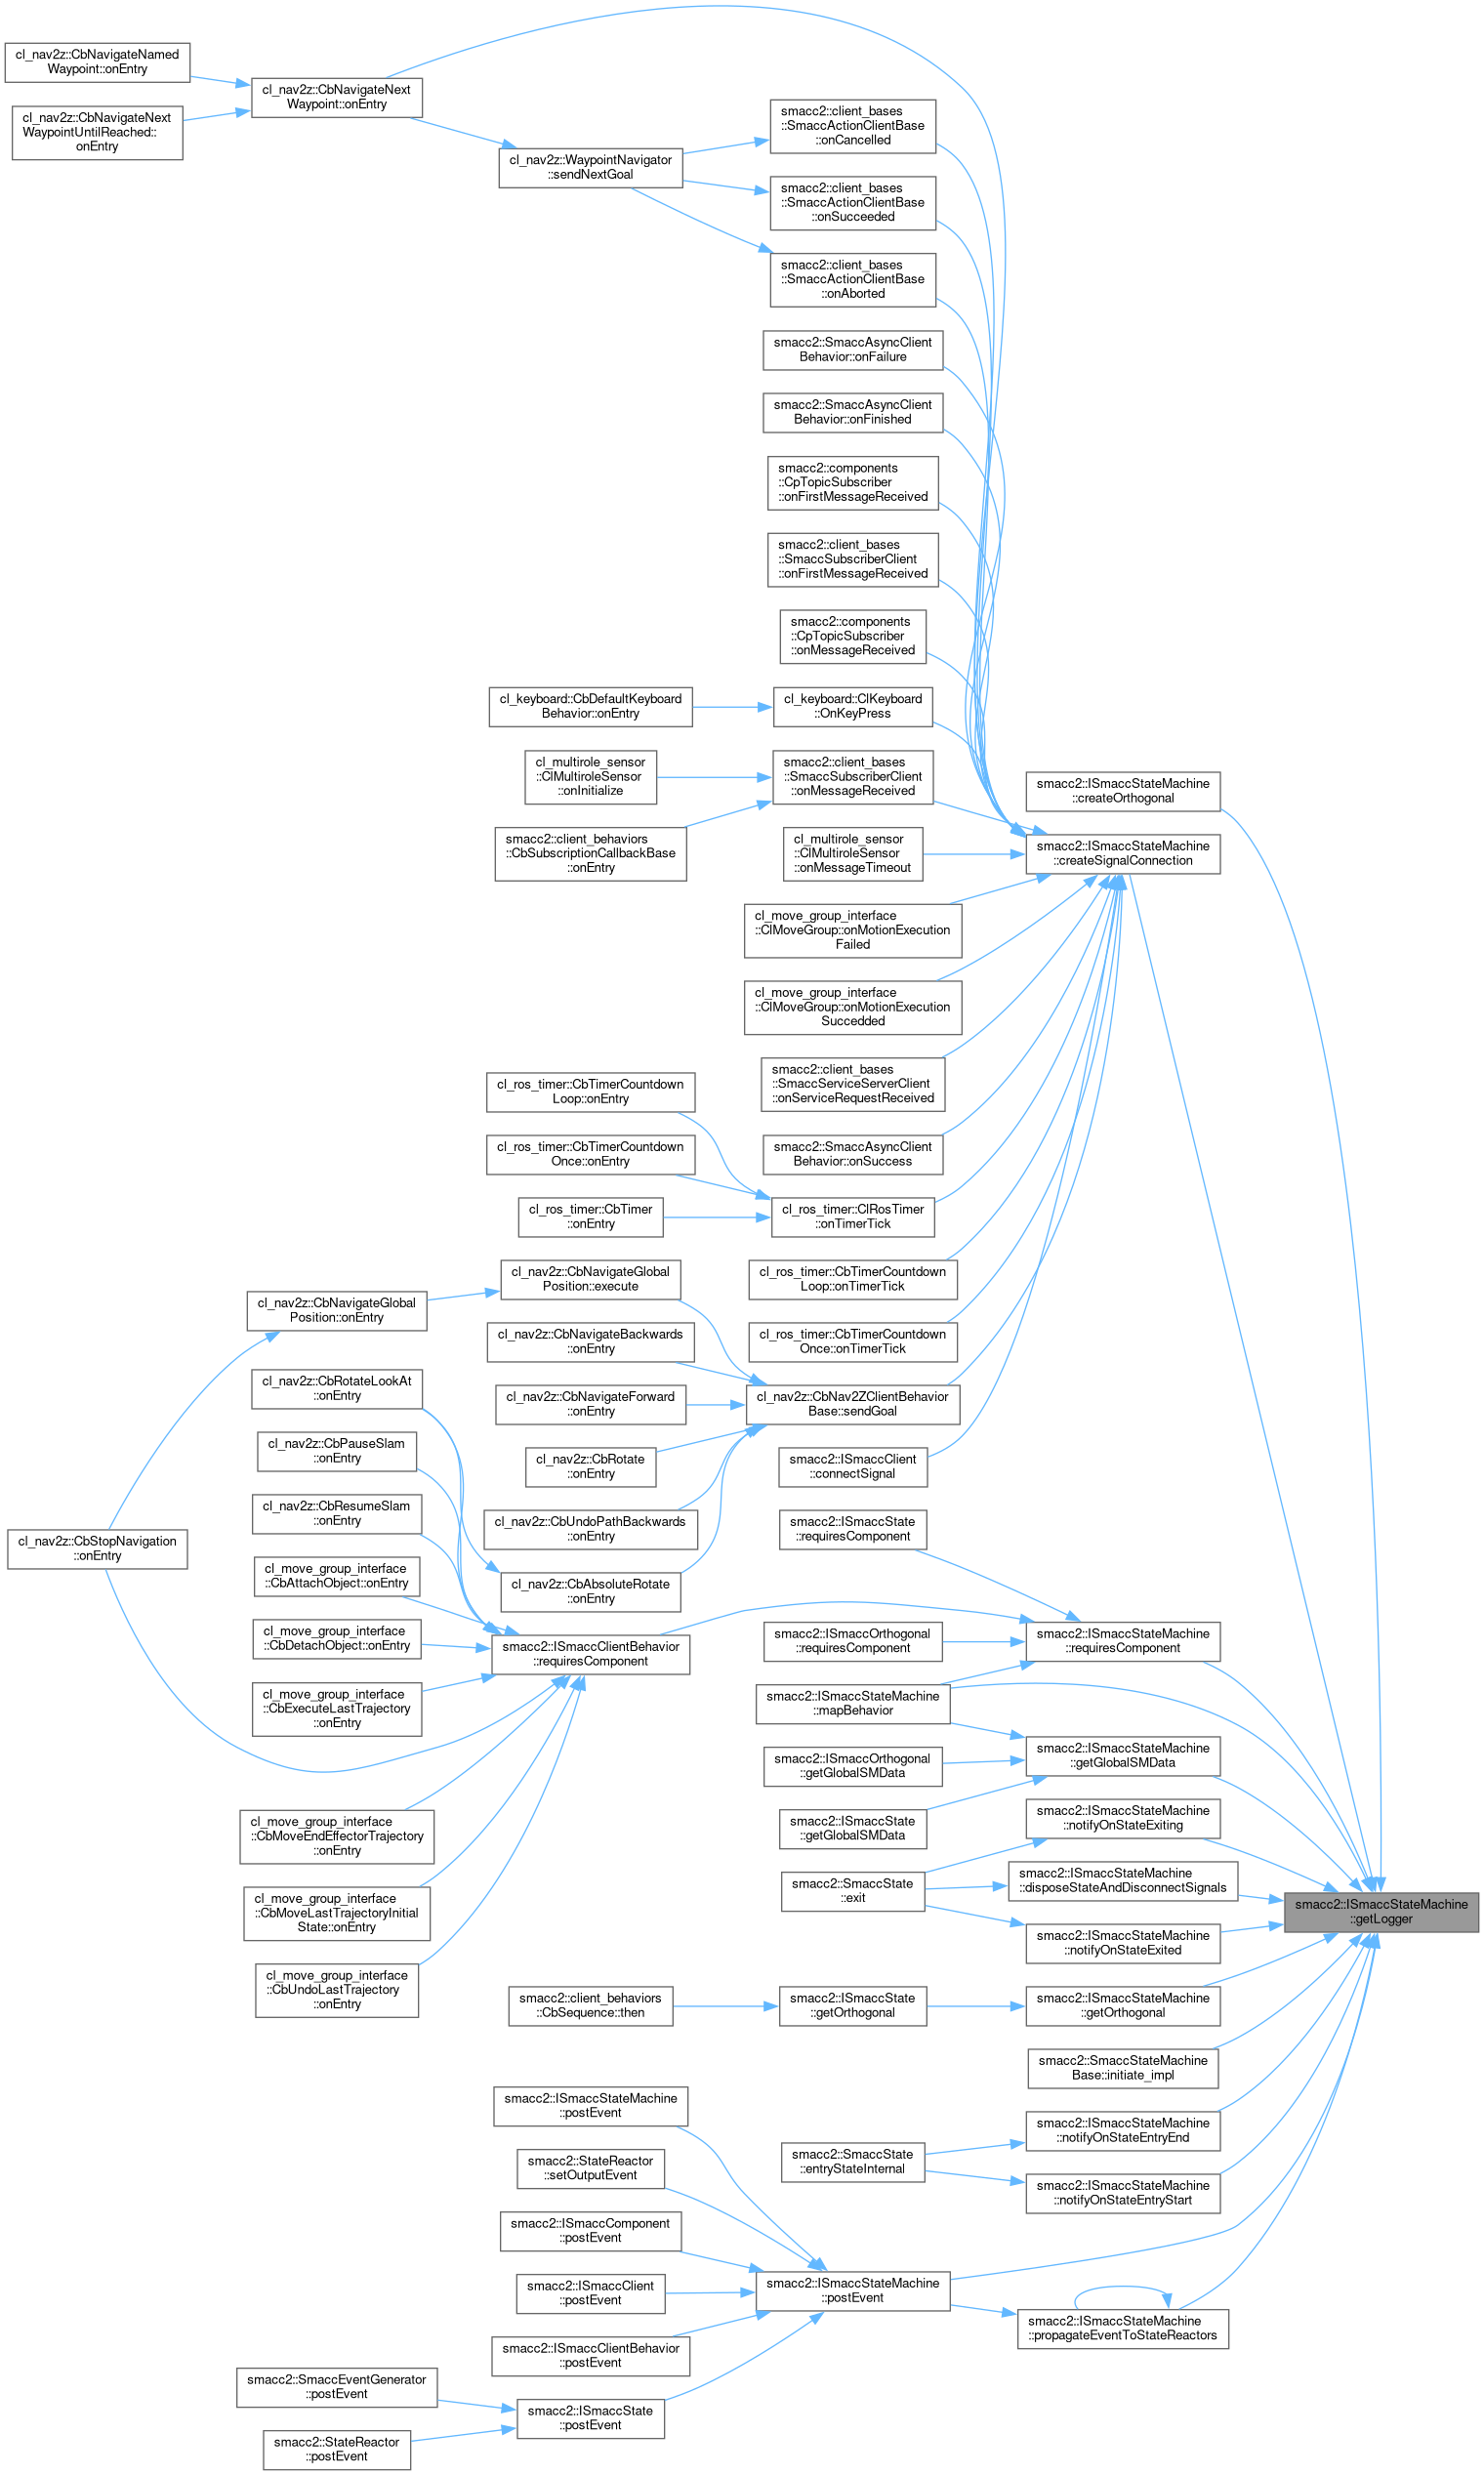 cl_nav2z::CbNavigateNamed
Waypoint::onEntry
cl_nav2z::CbNavigateNext
WaypointUntilReached::
onEntry
cl_nav2z::CbNavigateNext
Waypoint::onEntry
cl_nav2z::WaypointNavigator
::sendNextGoal
smacc2::client_bases
::SmaccActionClientBase
::onCancelled
smacc2::client_bases
::SmaccActionClientBase
::onSucceeded
smacc2::client_bases
::SmaccActionClientBase
::onAborted
smacc2::SmaccAsyncClient
Behavior::onFailure
smacc2::SmaccAsyncClient
Behavior::onFinished
smacc2::components
::CpTopicSubscriber
::onFirstMessageReceived
smacc2::client_bases
::SmaccSubscriberClient
::onFirstMessageReceived
smacc2::components
::CpTopicSubscriber
::onMessageReceived
cl_keyboard::CbDefaultKeyboard
Behavior::onEntry
cl_keyboard::ClKeyboard
::OnKeyPress
cl_multirole_sensor
::ClMultiroleSensor
::onInitialize
smacc2::client_bases
::SmaccSubscriberClient
::onMessageReceived
smacc2::ISmaccStateMachine
::createOrthogonal
smacc2::client_behaviors
::CbSubscriptionCallbackBase
::onEntry
cl_multirole_sensor
::ClMultiroleSensor
::onMessageTimeout
smacc2::ISmaccStateMachine
::createSignalConnection
cl_move_group_interface
::ClMoveGroup::onMotionExecution
Failed
cl_move_group_interface
::ClMoveGroup::onMotionExecution
Succedded
smacc2::client_bases
::SmaccServiceServerClient
::onServiceRequestReceived
cl_ros_timer::CbTimerCountdown
Loop::onEntry
cl_ros_timer::CbTimerCountdown
Once::onEntry
smacc2::SmaccAsyncClient
Behavior::onSuccess
cl_ros_timer::CbTimer
::onEntry
cl_ros_timer::ClRosTimer
::onTimerTick
cl_nav2z::CbNavigateGlobal
Position::execute
cl_ros_timer::CbTimerCountdown
Loop::onTimerTick
cl_nav2z::CbNavigateGlobal
Position::onEntry
cl_nav2z::CbNavigateBackwards
::onEntry
cl_ros_timer::CbTimerCountdown
Once::onTimerTick
cl_nav2z::CbRotateLookAt
::onEntry
cl_nav2z::CbNavigateForward
::onEntry
cl_nav2z::CbNav2ZClientBehavior
Base::sendGoal
cl_nav2z::CbPauseSlam
::onEntry
cl_nav2z::CbRotate
::onEntry
smacc2::ISmaccClient
::connectSignal
cl_nav2z::CbResumeSlam
::onEntry
cl_nav2z::CbUndoPathBackwards
::onEntry
smacc2::ISmaccState
::requiresComponent
cl_nav2z::CbStopNavigation
::onEntry
cl_move_group_interface
::CbAttachObject::onEntry
cl_nav2z::CbAbsoluteRotate
::onEntry
cl_move_group_interface
::CbDetachObject::onEntry
smacc2::ISmaccClientBehavior
::requiresComponent
smacc2::ISmaccOrthogonal
::requiresComponent
smacc2::ISmaccStateMachine
::requiresComponent
cl_move_group_interface
::CbExecuteLastTrajectory
::onEntry
smacc2::ISmaccStateMachine
::mapBehavior
smacc2::ISmaccOrthogonal
::getGlobalSMData
smacc2::ISmaccStateMachine
::getGlobalSMData
cl_move_group_interface
::CbMoveEndEffectorTrajectory
::onEntry
smacc2::ISmaccState
::getGlobalSMData
smacc2::ISmaccStateMachine
::notifyOnStateExiting
cl_move_group_interface
::CbMoveLastTrajectoryInitial
State::onEntry
smacc2::SmaccState
::exit
smacc2::ISmaccStateMachine
::disposeStateAndDisconnectSignals
smacc2::ISmaccStateMachine
::getLogger
smacc2::ISmaccStateMachine
::notifyOnStateExited
cl_move_group_interface
::CbUndoLastTrajectory
::onEntry
smacc2::client_behaviors
::CbSequence::then
smacc2::ISmaccState
::getOrthogonal
smacc2::ISmaccStateMachine
::getOrthogonal
smacc2::SmaccStateMachine
Base::initiate_impl
smacc2::ISmaccStateMachine
::postEvent
smacc2::ISmaccStateMachine
::notifyOnStateEntryEnd
smacc2::StateReactor
::setOutputEvent
smacc2::SmaccState
::entryStateInternal
smacc2::ISmaccStateMachine
::notifyOnStateEntryStart
smacc2::ISmaccComponent
::postEvent
smacc2::ISmaccClient
::postEvent
smacc2::ISmaccStateMachine
::postEvent
smacc2::ISmaccStateMachine
::propagateEventToStateReactors
smacc2::ISmaccClientBehavior
::postEvent
smacc2::SmaccEventGenerator
::postEvent
smacc2::ISmaccState
::postEvent
smacc2::StateReactor
::postEvent